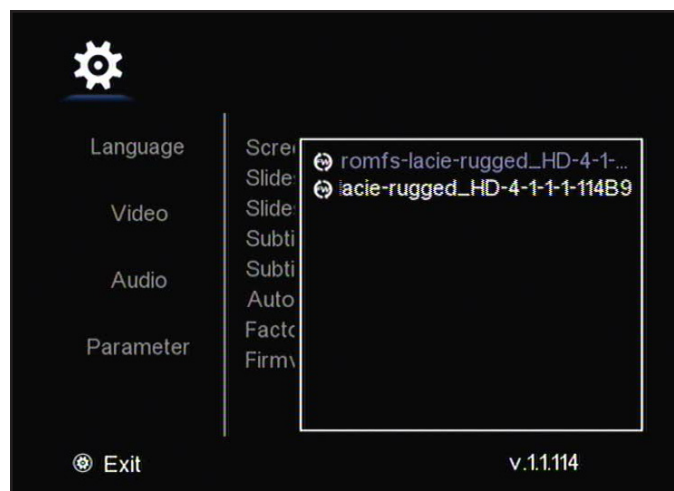 Language
Video
Audio
Parameter
Scre
Slide
Slide
Subti
Subti
Auto
Facto
Firm
romfs-lacie-rugged_HD-4-1-...
lacie-rugged_HD-4-1-1-1-114B9
Exit
v.1.1.114